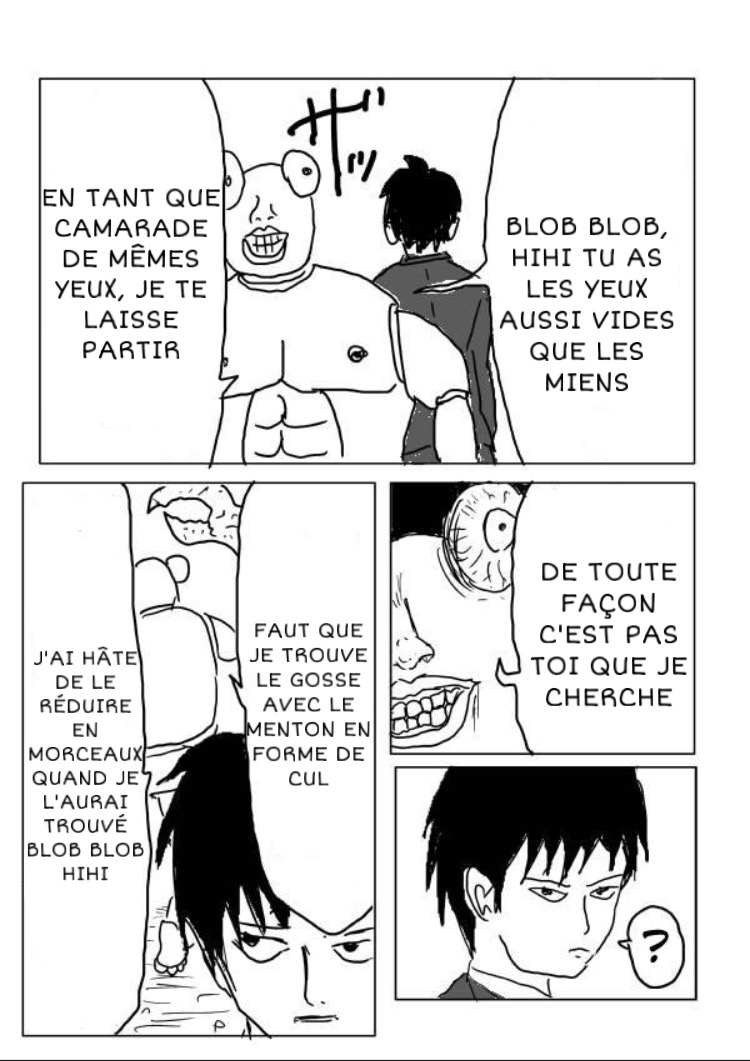 ザッ
BLOB BLOB,
HIHI TU AS
LES YEUX
AUSSI VIDES
QUE LES
MIENS
EN TANT QUE
CAMARADE
DE MÊMES
YEUX, JE TE
LAISSE
PARTIR
DE TOUTE
FAÇON
C'EST PAS
TOI QUE JE
CHERCHE
?
FAUT QUE
JE TROUVE
LE GOSSE
AVEC LE
MENTON EN
FORME DE
CUL
J'AI HÂTE
DE LE
RÉDUIRE
EN
MORCEAUX
QUAND JE
L'AURAI
TROUVÉ
BLOB BLOB
HIHI